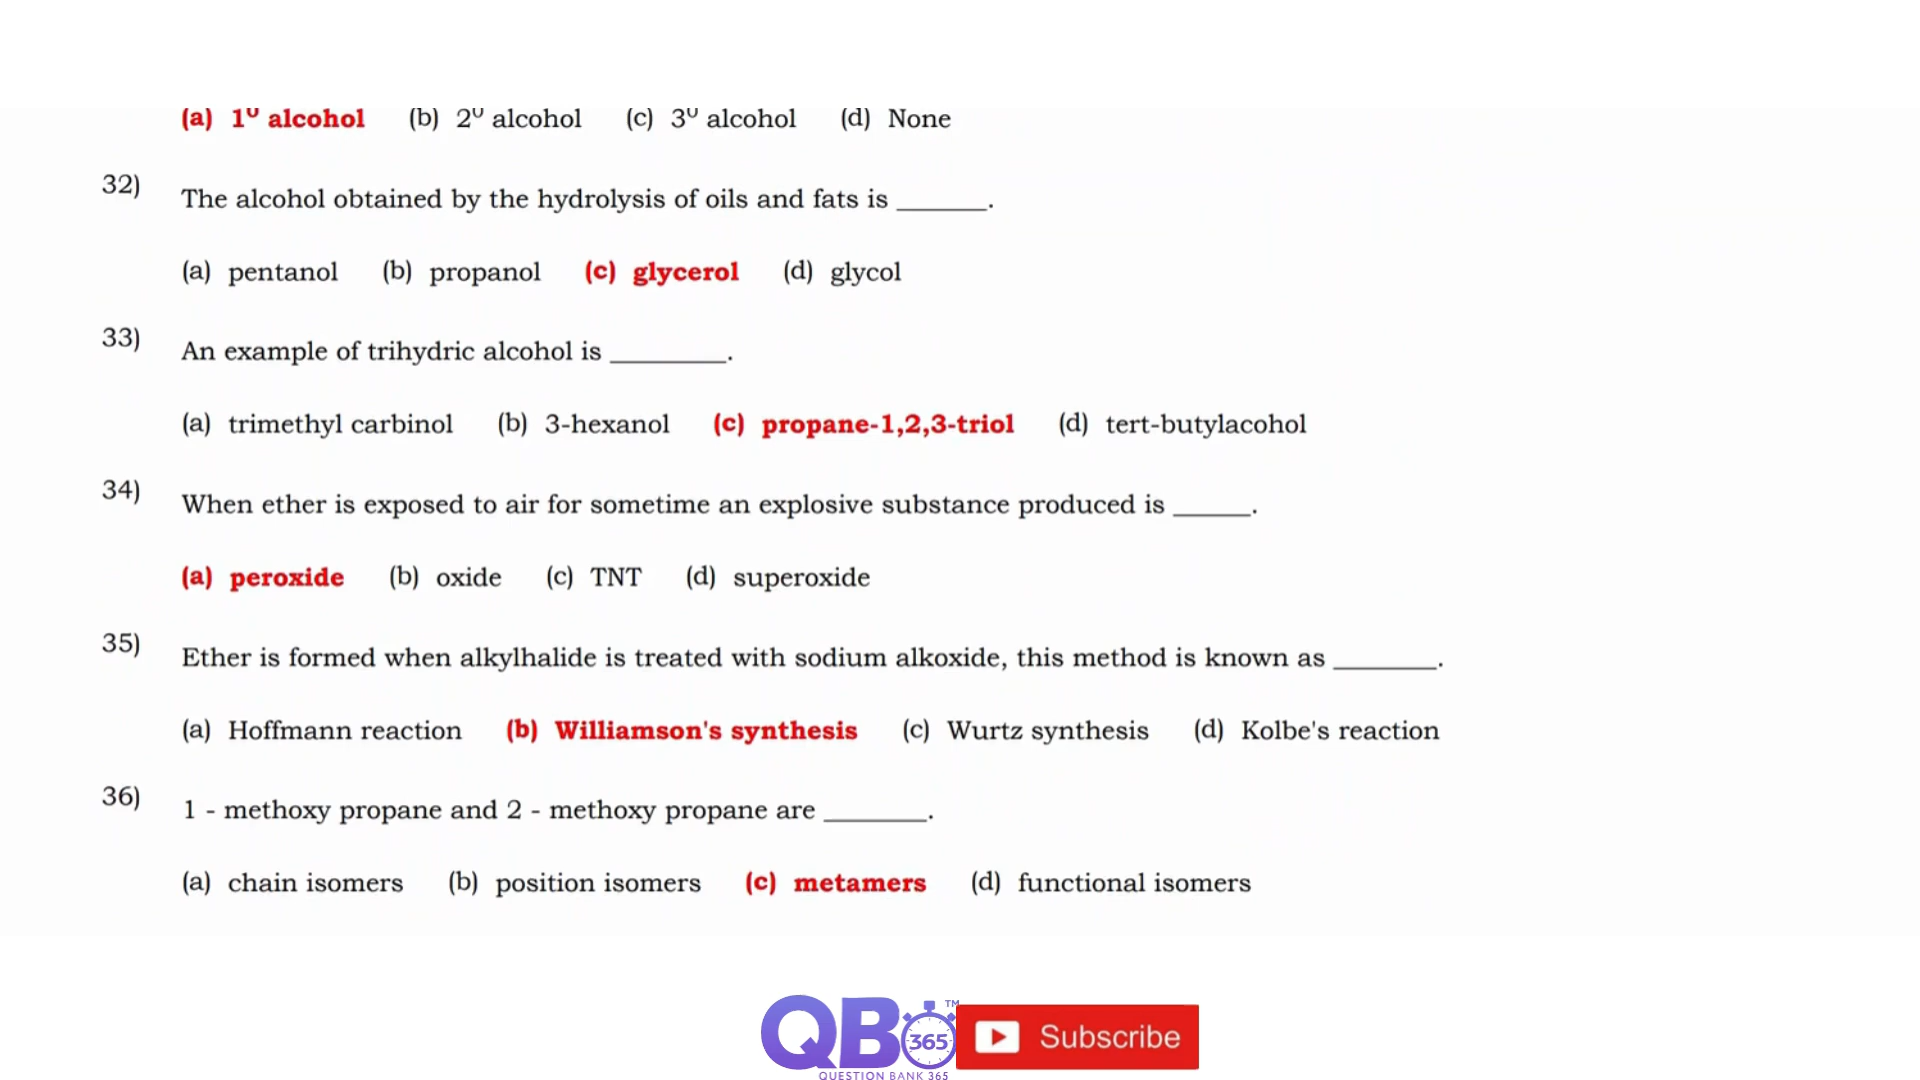 (a) 1⁰ alcohol (b) 2⁰ alcohol (c) 3⁰ alcohol (d) None
32) The alcohol obtained by the hydrolysis of oils and fats is _______.
(a) pentanol (b) propanol (c) glycerol (d) glycol
33) An example of trihydric alcohol is _________.
(a) trimethyl carbinol (b) 3-hexanol (c) propane-1,2,3-triol (d) tert-butylacohol
34) When ether is exposed to air for sometime an explosive substance produced is ______.
(a) peroxide (b) oxide (c) TNT (d) superoxide
35) Ether is formed when alkylhalide is treated with sodium alkoxide, this method is known as ________.
(a) Hoffmann reaction (b) Williamson's synthesis (c) Wurtz synthesis (d) Kolbe's reaction
36) 1 - methoxy propane and 2 - methoxy propane are ________.
(a) chain isomers (b) position isomers (c) metamers (d) functional isomers
QB 365 ™
QUESTION BANK 365
Subscribe